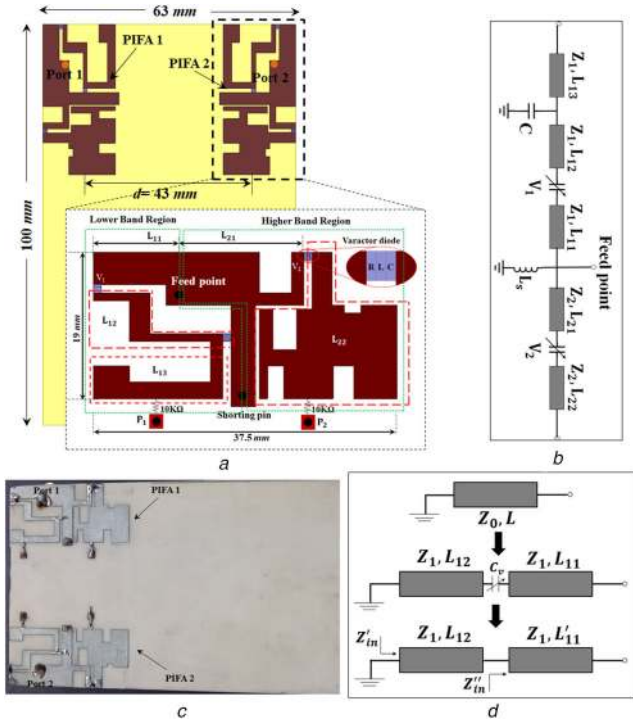 63 mm
PIFA 1
PIFA 2
Port 1
Port 2
100 mm
d= 43 mm
Lower Band Region
Higher Band Region
L11
L21
Varactor diode
V1
V2
R L C
Feed point
19 mm
L12
L22
L13
10KΩ
Shorting pin
10KΩ
P1
P2
37.5 mm
a
Z1, L13
C
Z1, L12
V1
Z1, L11
Feed point
Ls
Z2, L21
V2
Z2, L22
b
Port 1
PIFA 1
PIFA 2
Port 2
c
Z0, L
Z1, L12
Cv
Z1, L11
Z'in
Z1, L12
Z1, L'11
Z''in
d